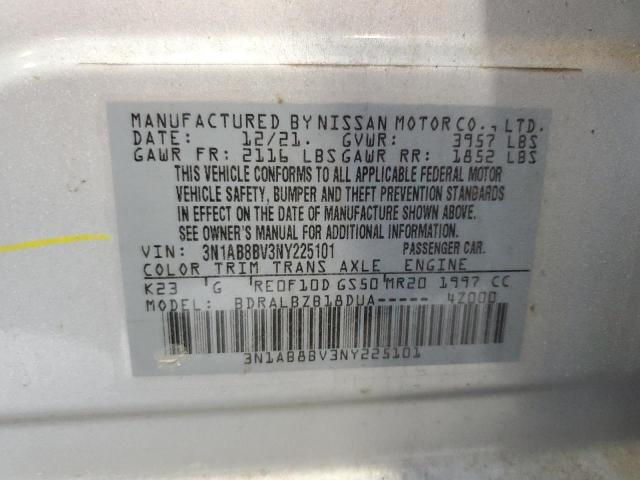 MANUFACTURED BY NISSAN MOTOR CO., LTD.
DATE: 12/21. GVWR: 3957 LBS
GAWR FR: 2116 LBS GAWR RR: 1852 LBS
THIS VEHICLE CONFORMS TO ALL APPLICABLE FEDERAL MOTOR
VEHICLE SAFETY, BUMPER AND THEFT PREVENTION STANDARDS
IN EFFECT ON THE DATE OF MANUFACTURE SHOWN ABOVE.
SEE OWNER'S MANUAL FOR ADDITIONAL INFORMATION.
VIN: 3N1AB8BV3NY225101 PASSENGER CAR.
COLOR TRIM TRANS AXLE ENGINE
K23 G RE0F10D GS50 MR20 1997 CC
MODEL: BDRALBZB18DUA----- 4Z000
3N1AB8BV3NY225101